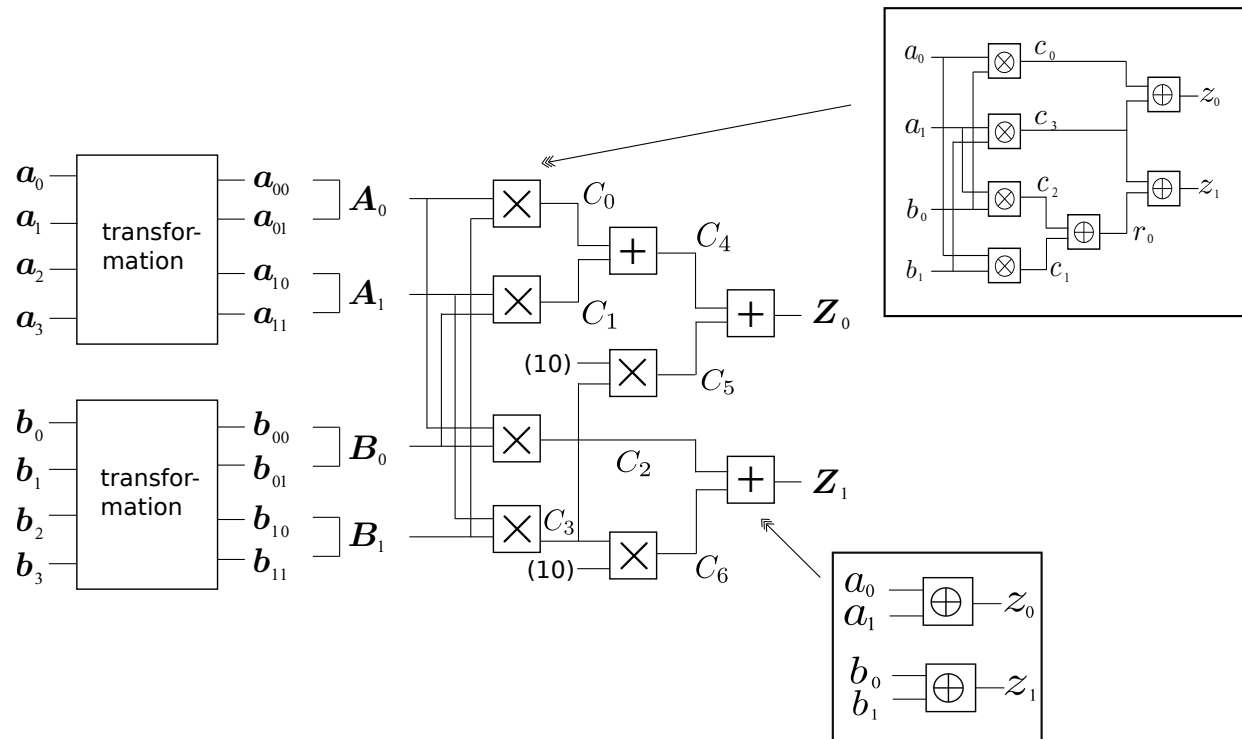 a₀
a₁
a₂
a₃
transfor-
mation
a₀₀
a₀₁
a₁₀
a₁₁
A₀
A₁
b₀
b₁
b₂
b₃
transfor-
mation
b₀₀
b₀₁
b₁₀
b₁₁
B₀
B₁
×
C₀
×
C₁
+
C₄
(10)
×
C₅
+
Z₀
×
C₂
×
C₃
(10)
×
C₆
+
Z₁
a₀
a₁
b₀
b₁
⊗
c₀
⊗
c₃
⊗
c₂
⊗
c₁
⊕
r₀
⊕
z₀
⊕
z₁
a₀
a₁
⊕
z₀
b₀
b₁
⊕
z₁